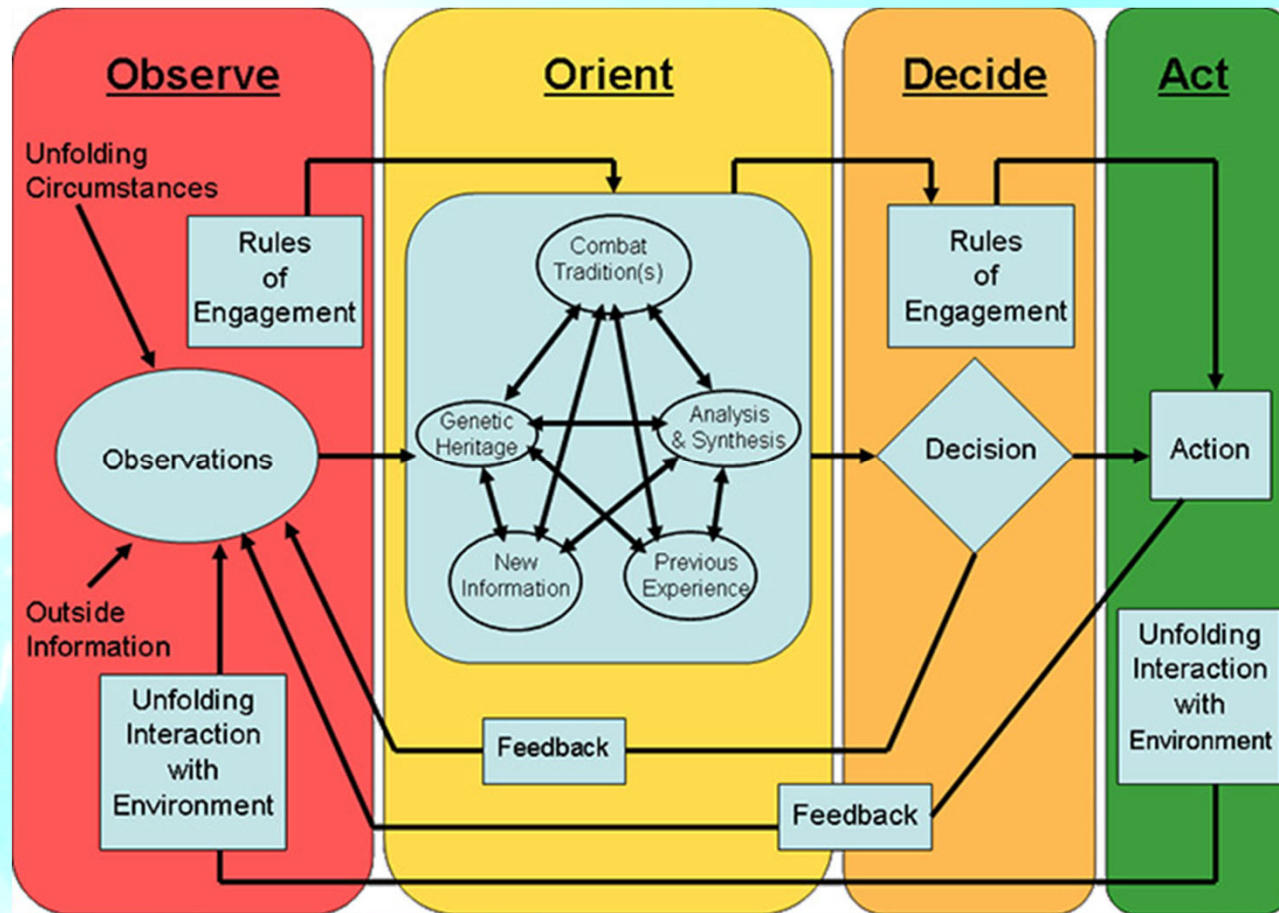 Observe
Orient
Decide
Act
Unfolding
Circumstances
Rules
of
Engagement
Observations
Outside
Information
Unfolding
Interaction
with
Environment
Combat
Tradition(s)
Genetic
Heritage
Analysis
& Synthesis
New
Information
Previous
Experience
Feedback
Rules
of
Engagement
Decision
Feedback
Action
Unfolding
Interaction
with
Environment